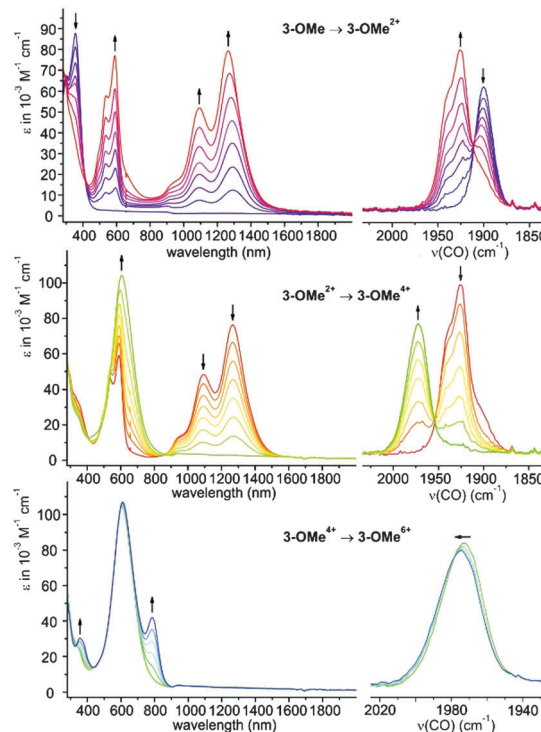 3-OMe → 3-OMe²⁺
ε in 10⁻³ M⁻¹ cm⁻¹
90
80
70
60
50
40
30
20
10
0
400 600 800 1000 1200 1400 1600 1800
wavelength (nm)
2000 1950 1900 1850
ν(CO) (cm⁻¹)
3-OMe²⁺ → 3-OMe⁴⁺
ε in 10⁻³ M⁻¹ cm⁻¹
100
80
60
40
20
0
400 600 800 1000 1200 1400 1600 1800
wavelength (nm)
2000 1950 1900 1850
ν(CO) (cm⁻¹)
3-OMe⁴⁺ → 3-OMe⁶⁺
ε in 10⁻³ M⁻¹ cm⁻¹
100
80
60
40
20
0
400 600 800 1000 1200 1400 1600 1800
wavelength (nm)
2020 1970 1920
ν(CO) (cm⁻¹)